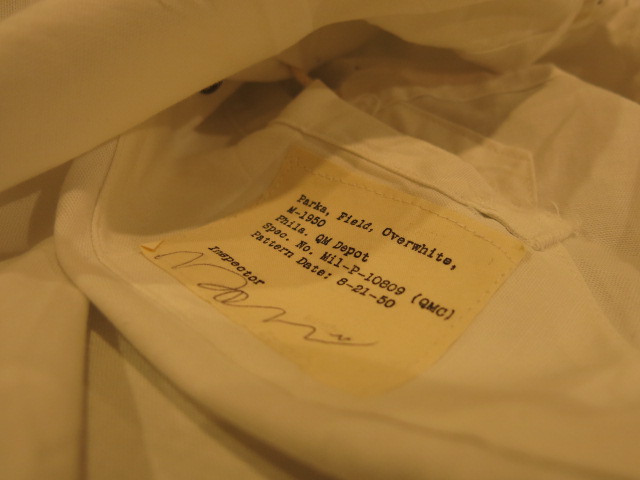 Parka, Field, Overwhite,
M-1950
Phila. QM Depot
Spec. No. Mil-P-10809 (QMC)
Pattern Date: 8-21-50
Inspector